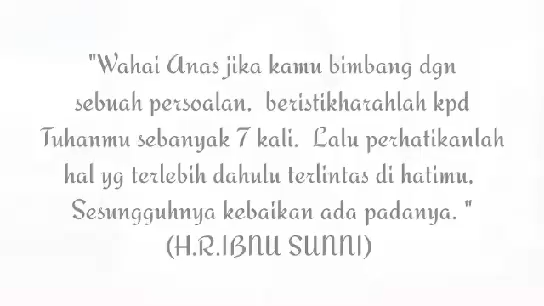 "Wahai Anas jika kamu bimbang dgn
sebuah persoalan, beristikharahlah kpd
Tuhanmu sebanyak 7 kali. Lalu perhatikanlah
hal yg terlebih dahulu terlintas di hatimu,
Sesungguhnya kebaikan ada padanya. "
(H.R.IBNU SUNNI)